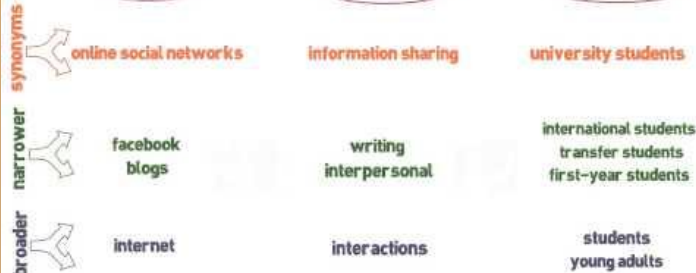 synonyms
online social networks
information sharing
university students
narrower
facebook
blogs
writing
interpersonal
international students
transfer students
first-year students
broader
internet
interactions
students
young adults